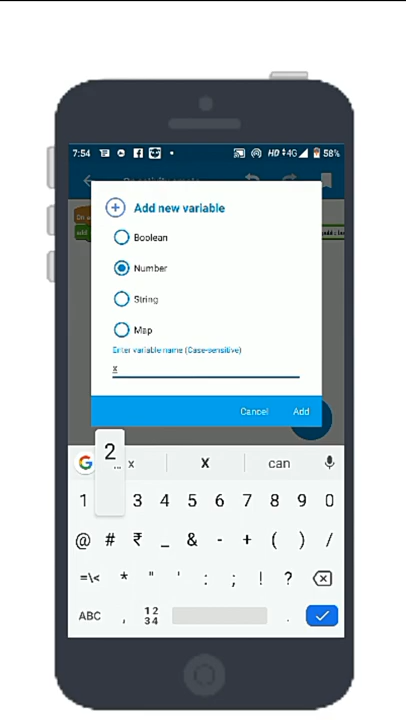 7:54 HD 4G 58%
Add new variable
Boolean
Number
String
Map
Enter variable name (Case-sensitive)
x
Cancel Add
G x X can
1 2 3 4 5 6 7 8 9 0
@ # ₹ _ & - + ( ) /
=\< * " ' : ; ! ?
ABC , 12 34 .